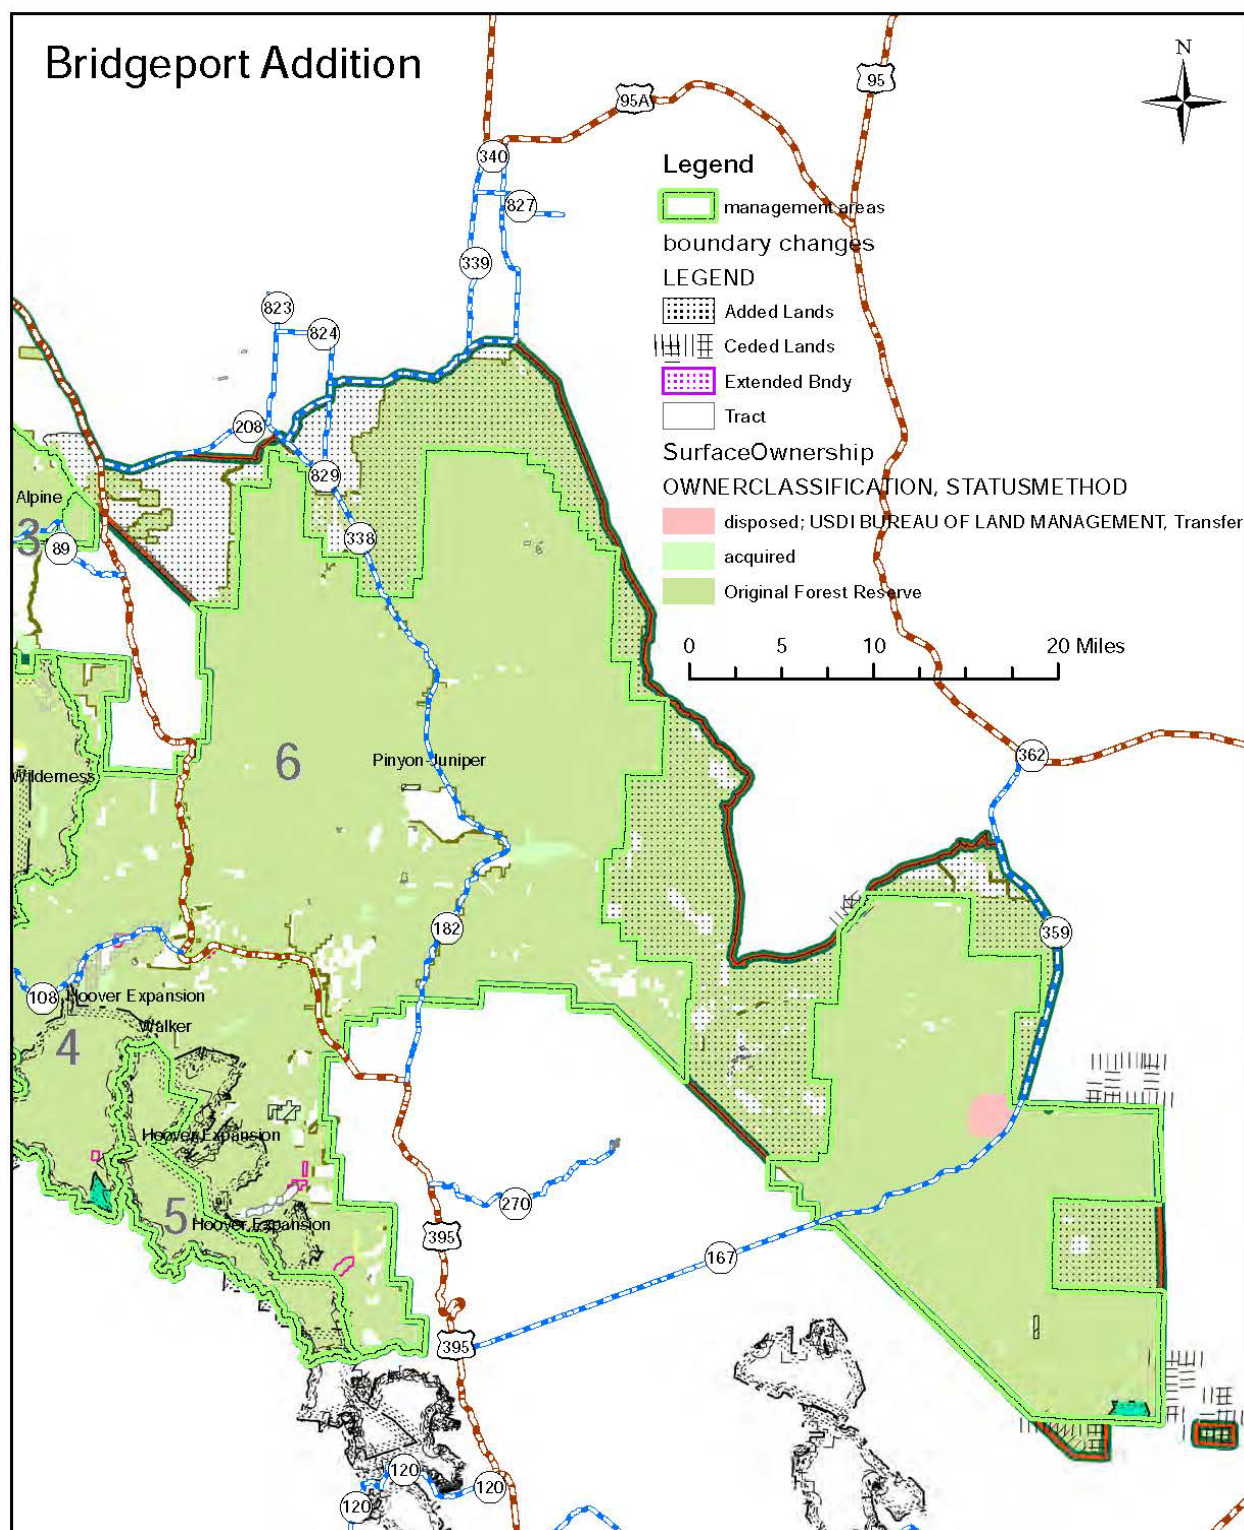 Bridgeport Addition
N
95
95A
340
827
339
823
824
208
829
338
Legend
management areas
boundary changes
LEGEND
Added Lands
Ceded Lands
Extended Bndy
Tract
SurfaceOwnership
OWNERCLASSIFICATION, STATUSMETHOD
disposed; USDI BUREAU OF LAND MANAGEMENT, Transfer
acquired
Original Forest Reserve
0 5 10 20 Miles
Alpine
3
89
362
6
Pinyon-Juniper
Wilderness
182
359
108
Hoover Expansion
Walker
4
Hoover Expansion
5
Hoover Expansion
270
395
167
395
120
120
120